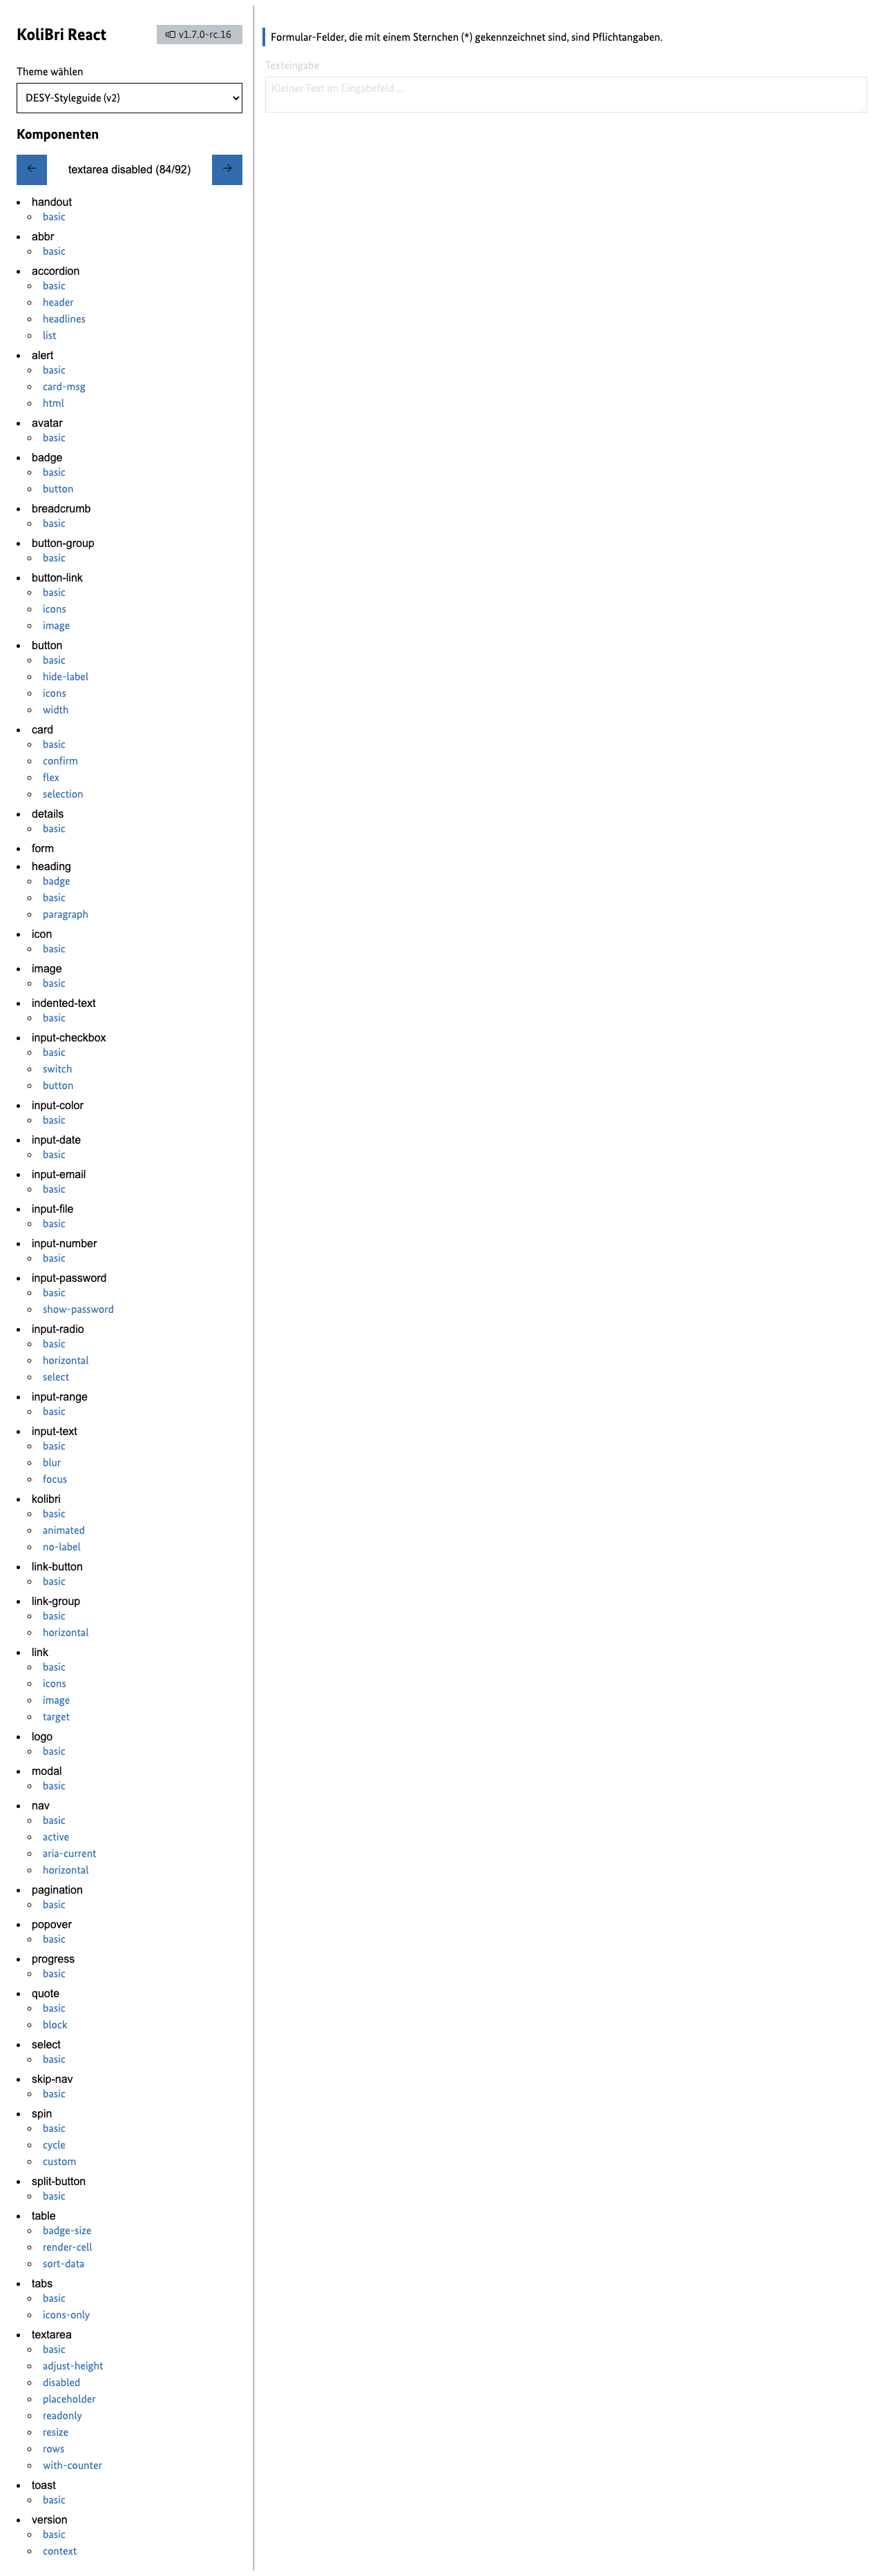 KoliBri React
v1.7.0-rc.16
Theme wählen
DESY-Styleguide (v2)
Komponenten
← textarea disabled (84/92) →
handout
basic
abbr
basic
accordion
basic
header
headlines
list
alert
basic
card-msg
html
avatar
basic
badge
basic
button
breadcrumb
basic
button-group
basic
button-link
basic
icons
image
button
basic
hide-label
icons
width
card
basic
confirm
flex
selection
details
basic
form
heading
badge
basic
paragraph
icon
basic
image
basic
indented-text
basic
input-checkbox
basic
switch
button
input-color
basic
input-date
basic
input-email
basic
input-file
basic
input-number
basic
input-password
basic
show-password
input-radio
basic
horizontal
select
input-range
basic
input-text
basic
blur
focus
kolibri
basic
animated
no-label
link-button
basic
link-group
basic
horizontal
link
basic
icons
image
target
logo
basic
modal
basic
nav
basic
active
aria-current
horizontal
pagination
basic
popover
basic
progress
basic
quote
basic
block
select
basic
skip-nav
basic
spin
basic
cycle
custom
split-button
basic
table
badge-size
render-cell
sort-data
tabs
basic
icons-only
textarea
basic
adjust-height
disabled
placeholder
readonly
resize
rows
with-counter
toast
basic
version
basic
context
Formular-Felder, die mit einem Sternchen (*) gekennzeichnet sind, sind Pflichtangaben.
Texteingabe
Kleiner Text im Eingabefeld ...